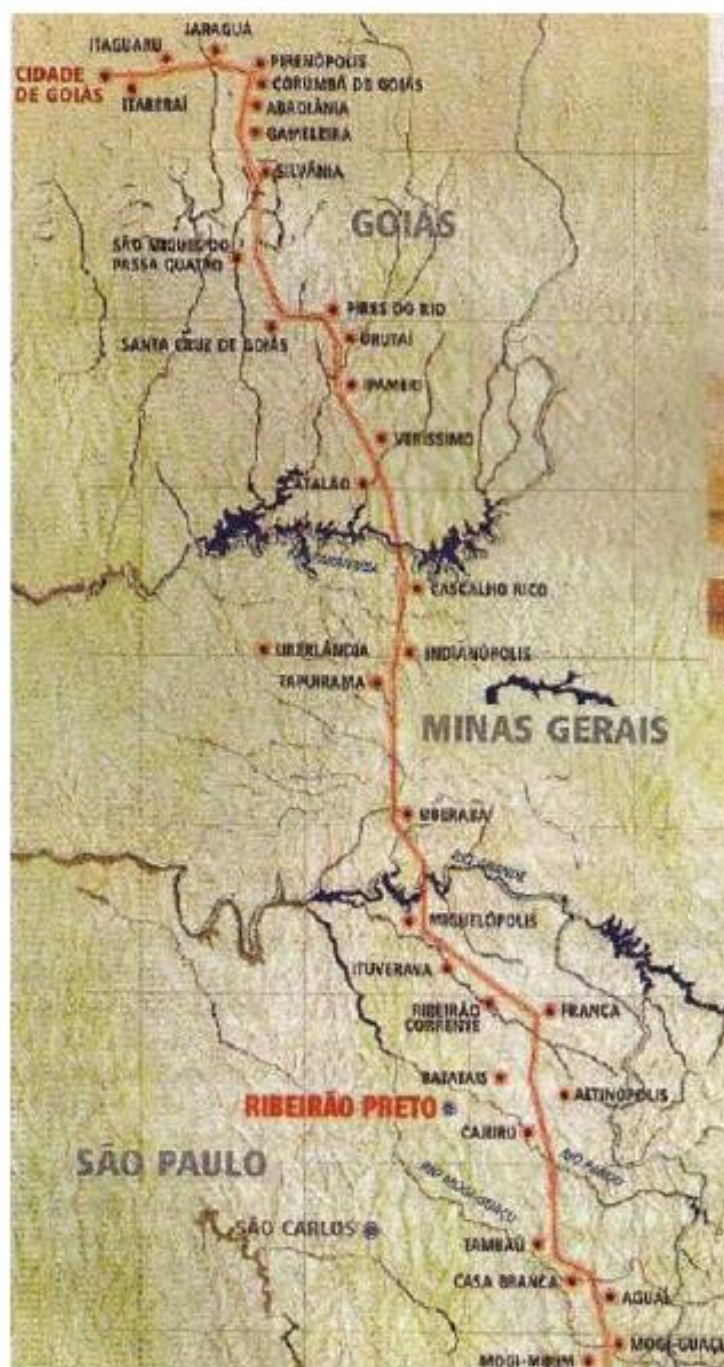 JARAGUÁ
ITAGUARU
PIRENÓPOLIS
CIDADE
DE GOIÁS
CORUMBÁ DE GOIÁS
ITABERAÍ
ABADIÂNIA
GAMELEIRA
SILVÂNIA
GOIÁS
SÃO MIGUEL DO
PASSA QUATRO
PIRES DO RIO
SANTA CRUZ DE GOIÁS
URUTAÍ
IPAMERI
VERÍSSIMO
CATALÃO
CASCALHO RICO
UBERLÂNDIA
INDIANÓPOLIS
TAPUIRAMA
MINAS GERAIS
UBERABA
RIO GRANDE
MIGUELÓPOLIS
ITUVERAVA
RIBEIRÃO
CORRENTE
FRANCA
BATATAIS
ALTINÓPOLIS
RIBEIRÃO PRETO
CAJURU
SÃO PAULO
RIO PARDO
RIO MOGI-GUAÇU
SÃO CARLOS
TAMBAÚ
CASA BRANCA
AGUAÍ
MOGI-GUAÇU
MOGI-MIRIM